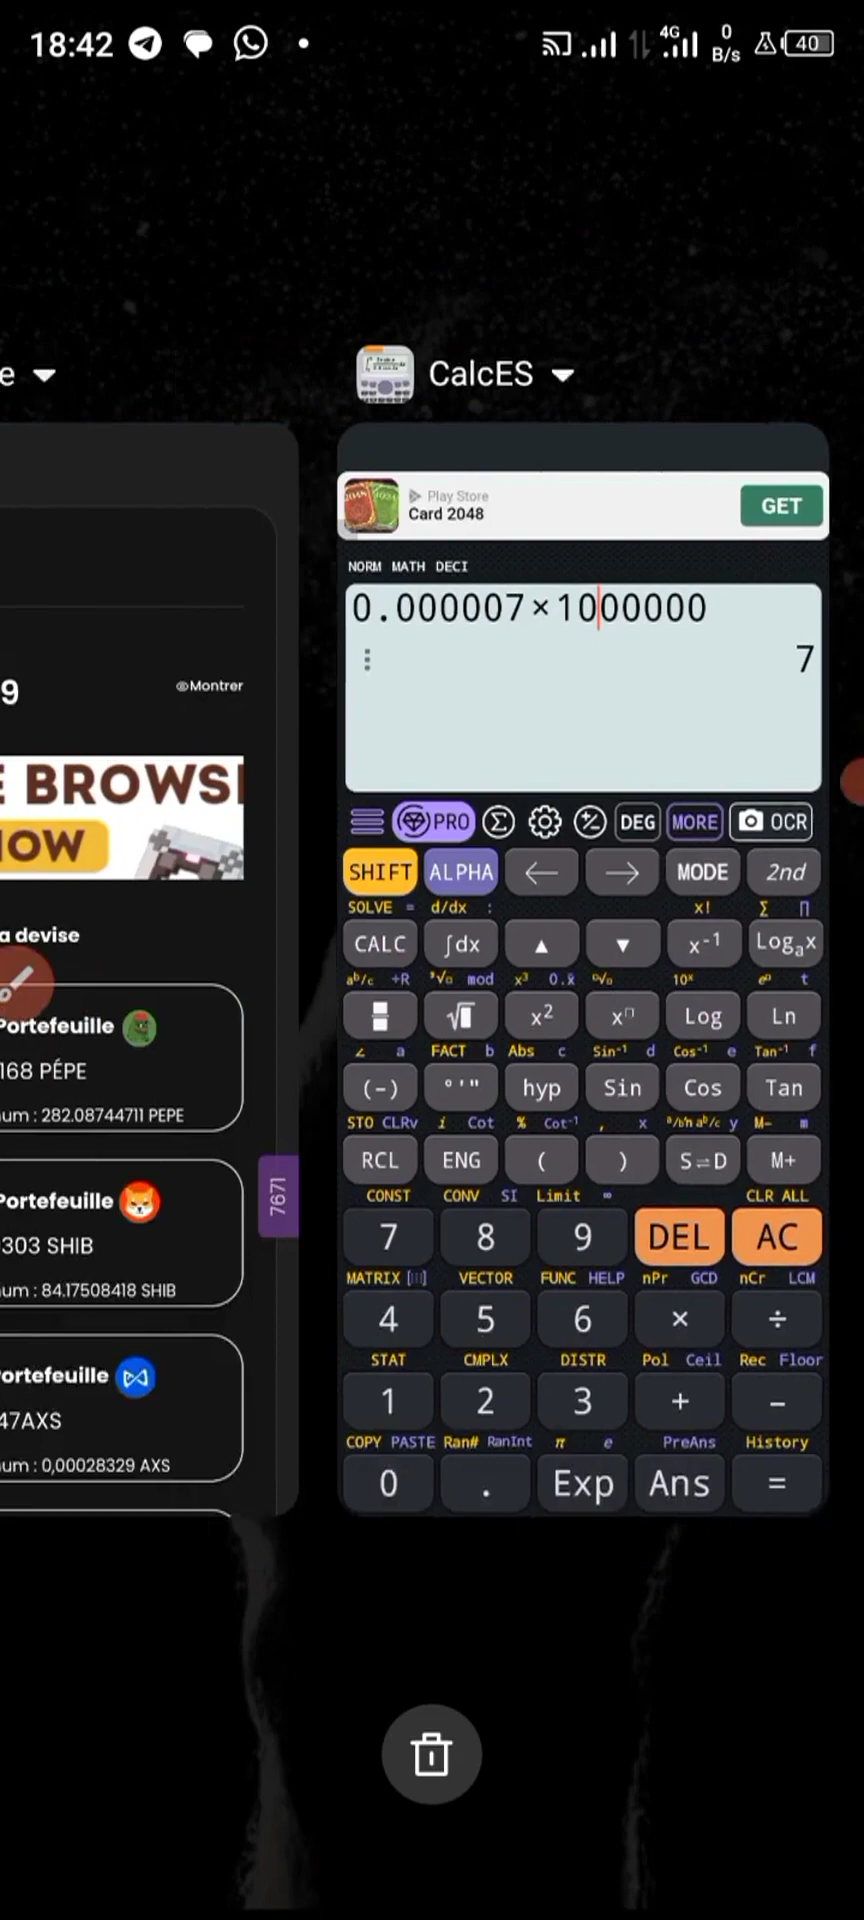 18:42
4G
0
B/s
40
e
CalcES
Play Store
Card 2048
GET
NORM MATH DECI
0.000007×1000000
7
9
Montrer
E BROWS
NOW
PRO DEG MORE OCR
SHIFT ALPHA ← → MODE 2nd
SOLVE = d/dx : x! Σ ∏
a devise
CALC ∫dx ▲ ▼ x⁻¹ Logₐx
Portefeuille
168 PÉPE
um : 282.08744711 PEPE
x² Log Ln
∠ a FACT b Abs c Sin⁻¹ d Cos⁻¹ e Tan⁻¹ f
(-) °'" hyp Sin Cos Tan
STO CLRv i Cot % Cot⁻¹ , x y M- m
RCL ENG ( ) S⇌D M+
Portefeuille
303 SHIB
um : 84.17508418 SHIB
7671
CONST CONV SI Limit ∞ CLR ALL
7 8 9 DEL AC
MATRIX VECTOR FUNC HELP nPr GCD nCr LCM
4 5 6 × ÷
STAT CMPLX DISTR Pol Ceil Rec Floor
1 2 3 + -
ortefeuille
47AXS
um : 0,00028329 AXS
COPY PASTE Ran# RanInt π e PreAns History
0 . Exp Ans =